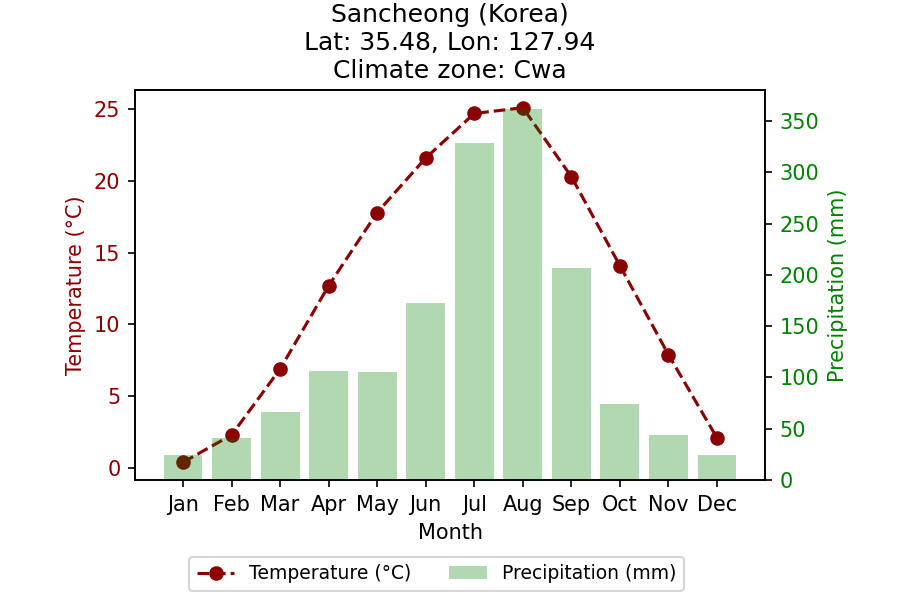 Sancheong (Korea)
Lat: 35.48, Lon: 127.94
Climate zone: Cwa
Temperature (°C)
25
20
15
10
5
0
350
300
250
200
150
100
50
0
Precipitation (mm)
Jan Feb Mar Apr May Jun Jul Aug Sep Oct Nov Dec
Month
Temperature (°C) Precipitation (mm)